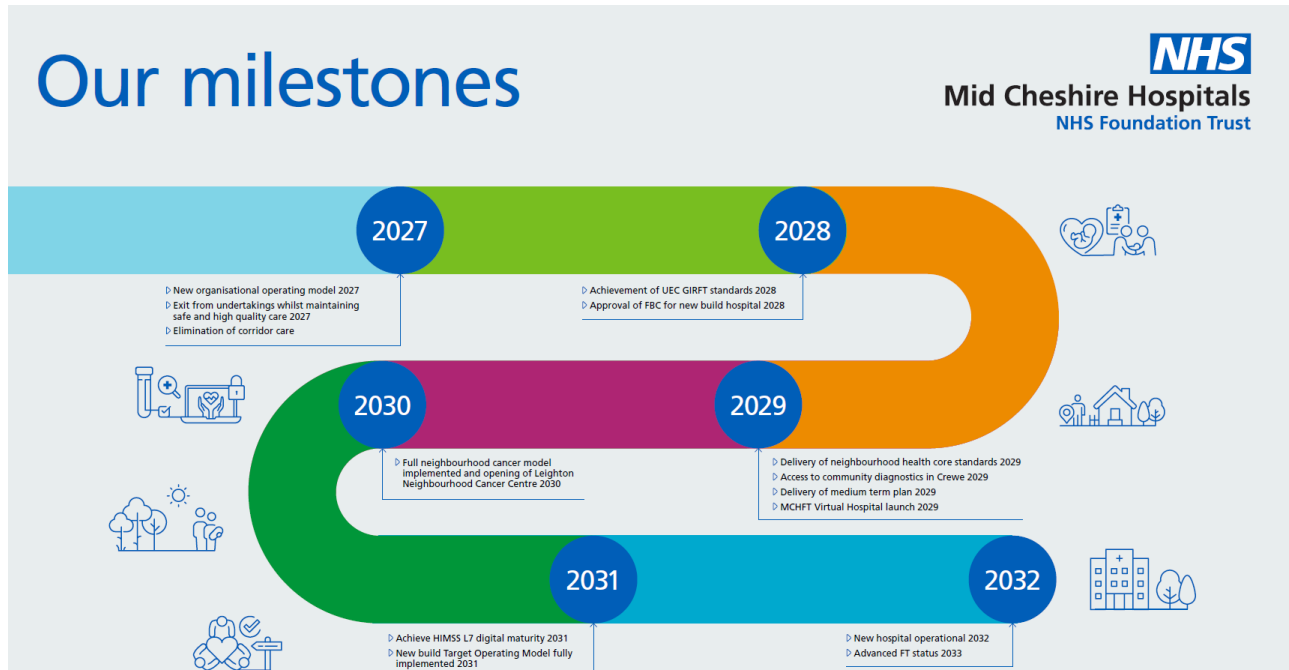 Our milestones
NHS
Mid Cheshire Hospitals
NHS Foundation Trust
2027
2028
New organisational operating model 2027
Exit from undertakings whilst maintaining
safe and high quality care 2027
Elimination of corridor care
Achievement of UEC GIRFT standards 2028
Approval of FBC for new build hospital 2028
2030
2029
Full neighbourhood cancer model
implemented and opening of Leighton
Neighbourhood Cancer Centre 2030
Delivery of neighbourhood health core standards 2029
Access to community diagnostics in Crewe 2029
Delivery of medium term plan 2029
MCHFT Virtual Hospital launch 2029
2031
2032
Achieve HIMSS L7 digital maturity 2031
New build Target Operating Model fully
implemented 2031
New hospital operational 2032
Advanced FT status 2033